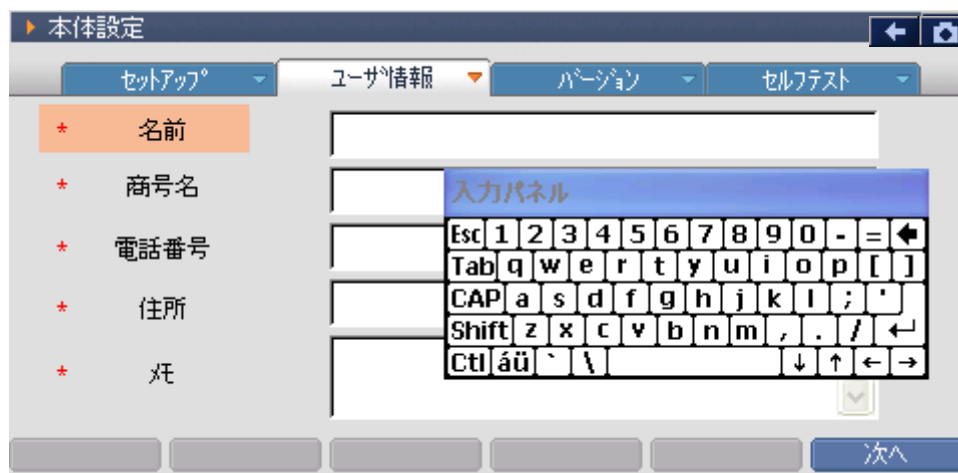 本体設定
セットアップ ユーザ情報 バージョン セルフテスト
* 名前
* 商号名
入力パネル
* 電話番号
* 住所
* メモ
Esc 1 2 3 4 5 6 7 8 9 0 - = ←
Tab q w e r t y u i o p [ ]
CAP a s d f g h j k l ; '
Shift z x c v b n m , . / ↵
Ctl áü ` \ ↓ ↑ ← →
次へ